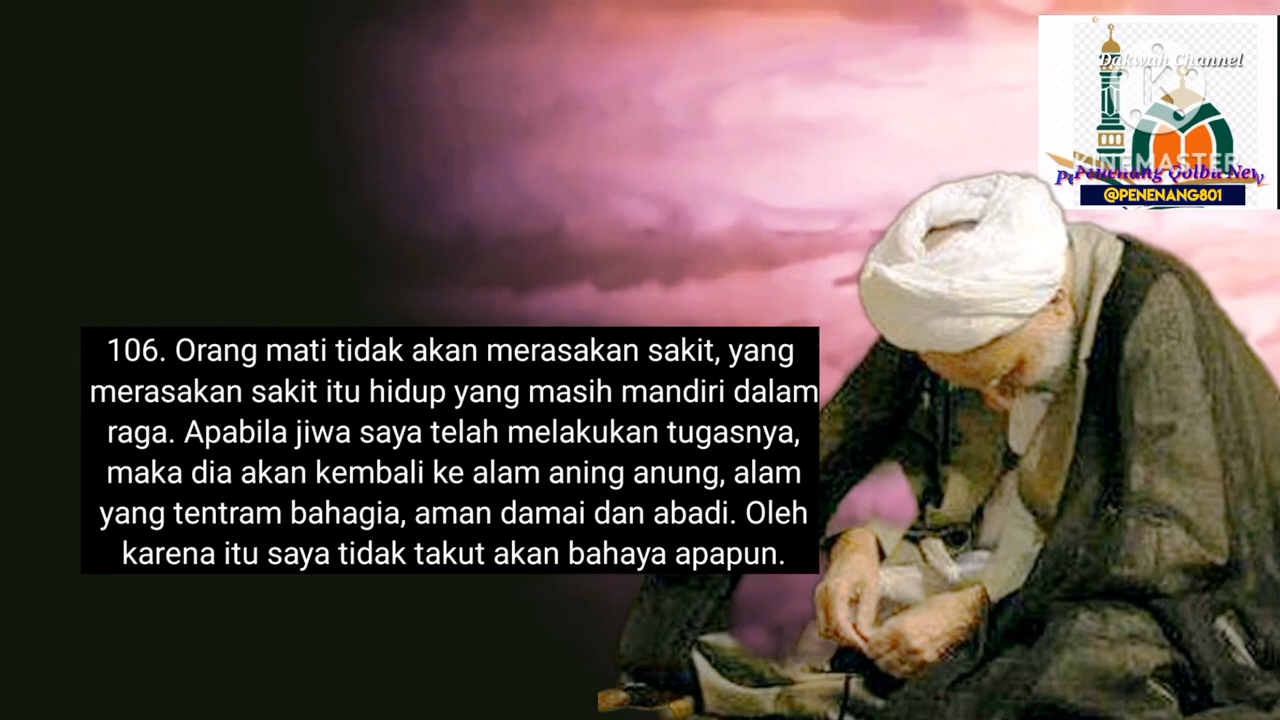 Dakwah Channel
KINEMASTER
Penenang Qolbu New
@PENENANG801
106. Orang mati tidak akan merasakan sakit, yang
merasakan sakit itu hidup yang masih mandiri dalam
raga. Apabila jiwa saya telah melakukan tugasnya,
maka dia akan kembali ke alam aning anung, alam
yang tentram bahagia, aman damai dan abadi. Oleh
karena itu saya tidak takut akan bahaya apapun.